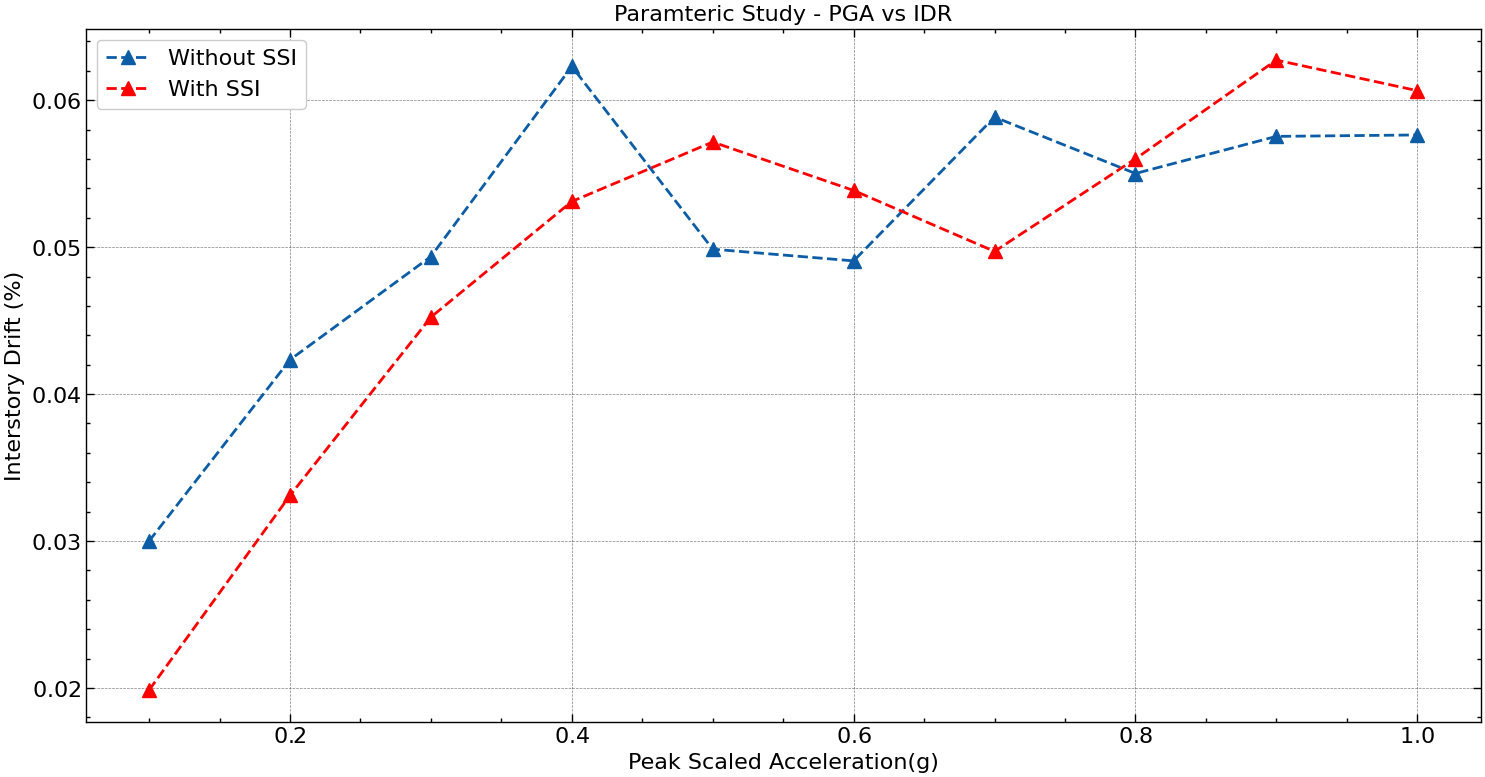 Paramteric Study - PGA vs IDR
Without SSI
With SSI
Interstory Drift (%)
0.06
0.05
0.04
0.03
0.02
0.2 0.4 0.6 0.8 1.0
Peak Scaled Acceleration(g)